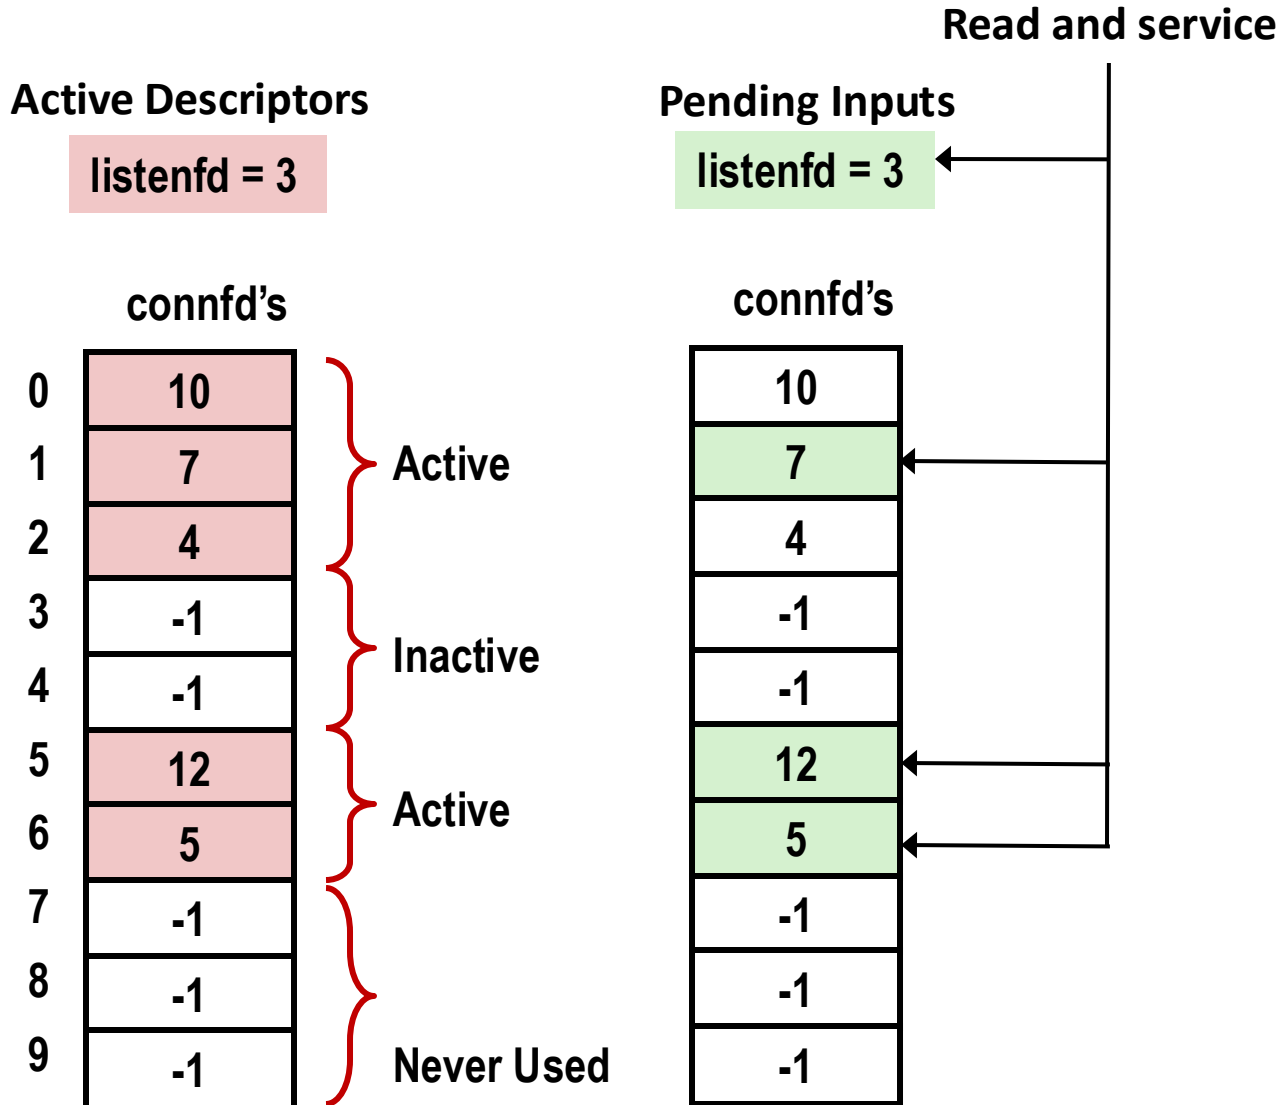 Read and service
Active Descriptors
Pending Inputs
listenfd = 3
listenfd = 3
connfd's
connfd's
0 10 10
1 7 Active 7
2 4 4
3 -1 -1
Inactive
4 -1 -1
5 12 12
Active
6 5 5
7 -1 -1
8 -1 -1
9 -1 Never Used -1